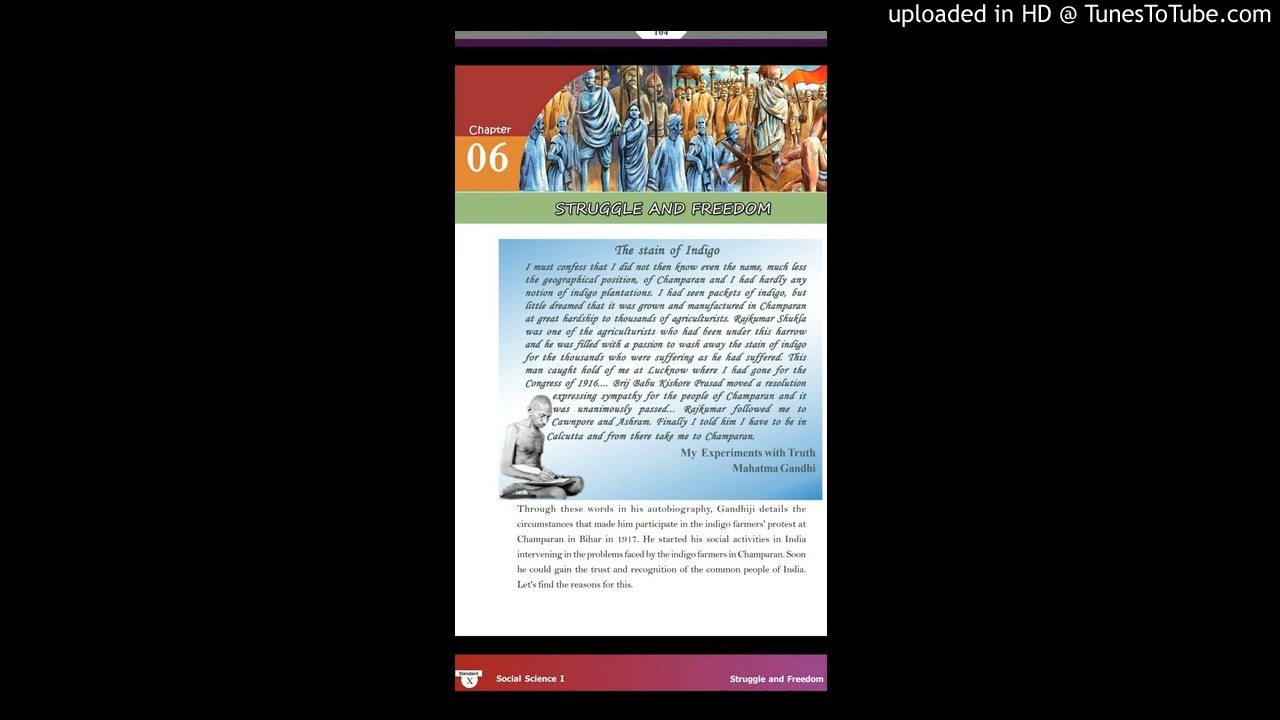 uploaded in HD @ TunesToTube.com
104
Chapter
06
STRUGGLE AND FREEDOM
The stain of Indigo
I must confess that I did not then know even the name, much less
the geographical position, of Champaran and I had hardly any
notion of indigo plantations. I had seen packets of indigo, but
little dreamed that it was grown and manufactured in Champaran
at great hardship to thousands of agriculturists. Rajkumar Shukla
was one of the agriculturists who had been under this harrow
and he was filled with a passion to wash away the stain of indigo
for the thousands who were suffering as he had suffered. This
man caught hold of me at Lucknow where I had gone for the
Congress of 1916.... Brij Babu Kishore Prasad moved a resolution
expressing sympathy for the people of Champaran and it
was unanimously passed... Rajkumar followed me to
Cawnpore and Ashram. Finally I told him I have to be in
Calcutta and from there take me to Champaran.
My Experiments with Truth
Mahatma Gandhi
Through these words in his autobiography, Gandhiji details the
circumstances that made him participate in the indigo farmers' protest at
Champaran in Bihar in 1917. He started his social activities in India
intervening in the problems faced by the indigo farmers in Champaran. Soon
he could gain the trust and recognition of the common people of India.
Let's find the reasons for this.
Standard
X
Social Science I
Struggle and Freedom